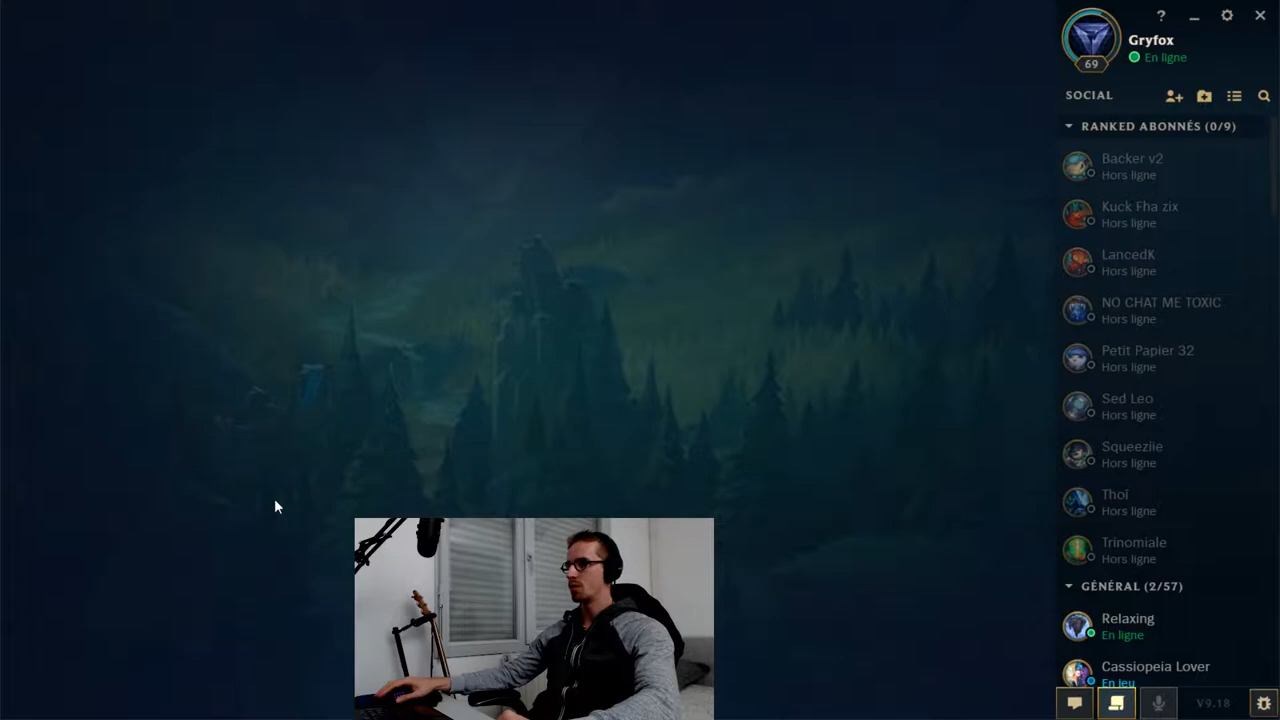 ?
Gryfox
69
En ligne
SOCIAL
RANKED ABONNÉS (0/9)
Backer v2
Hors ligne
Kuck Fha zix
Hors ligne
LancedK
Hors ligne
NO CHAT ME TOXIC
Hors ligne
Petit Papier 32
Hors ligne
Sed Leo
Hors ligne
Squeeziie
Hors ligne
Thoï
Hors ligne
Trinomiale
Hors ligne
GÉNÉRAL (2/57)
Relaxing
En ligne
Cassiopeia Lover
En jeu
V9.18